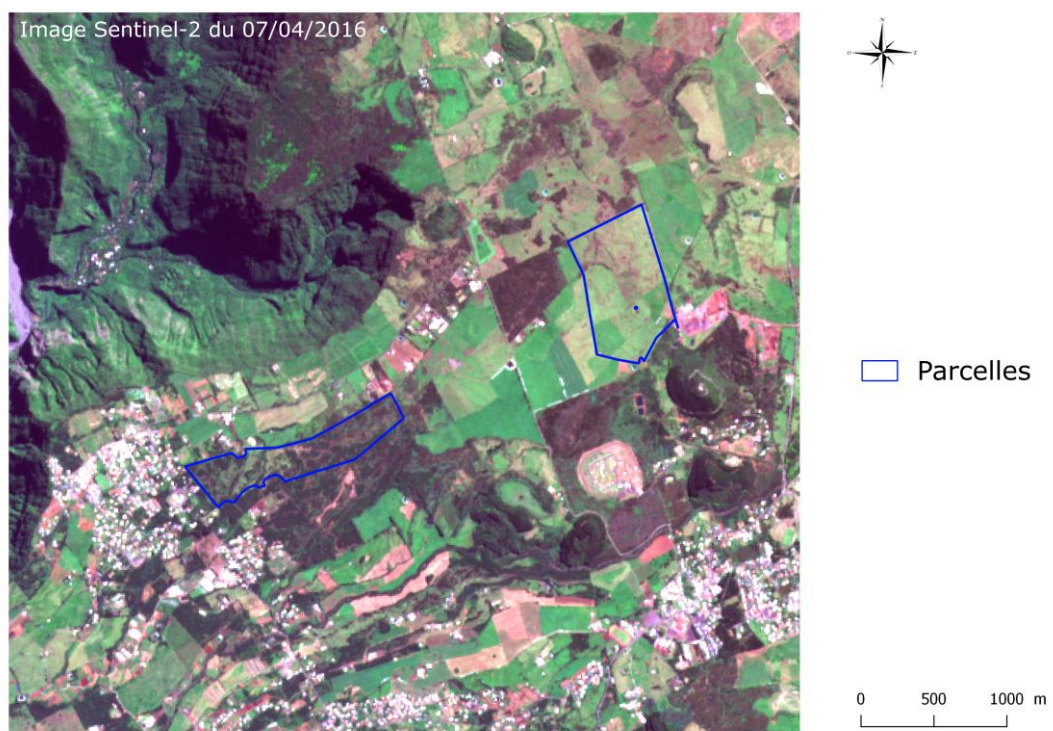 Image Sentinel-2 du 07/04/2016
N
O E
S
Parcelles
0 500 1000 m